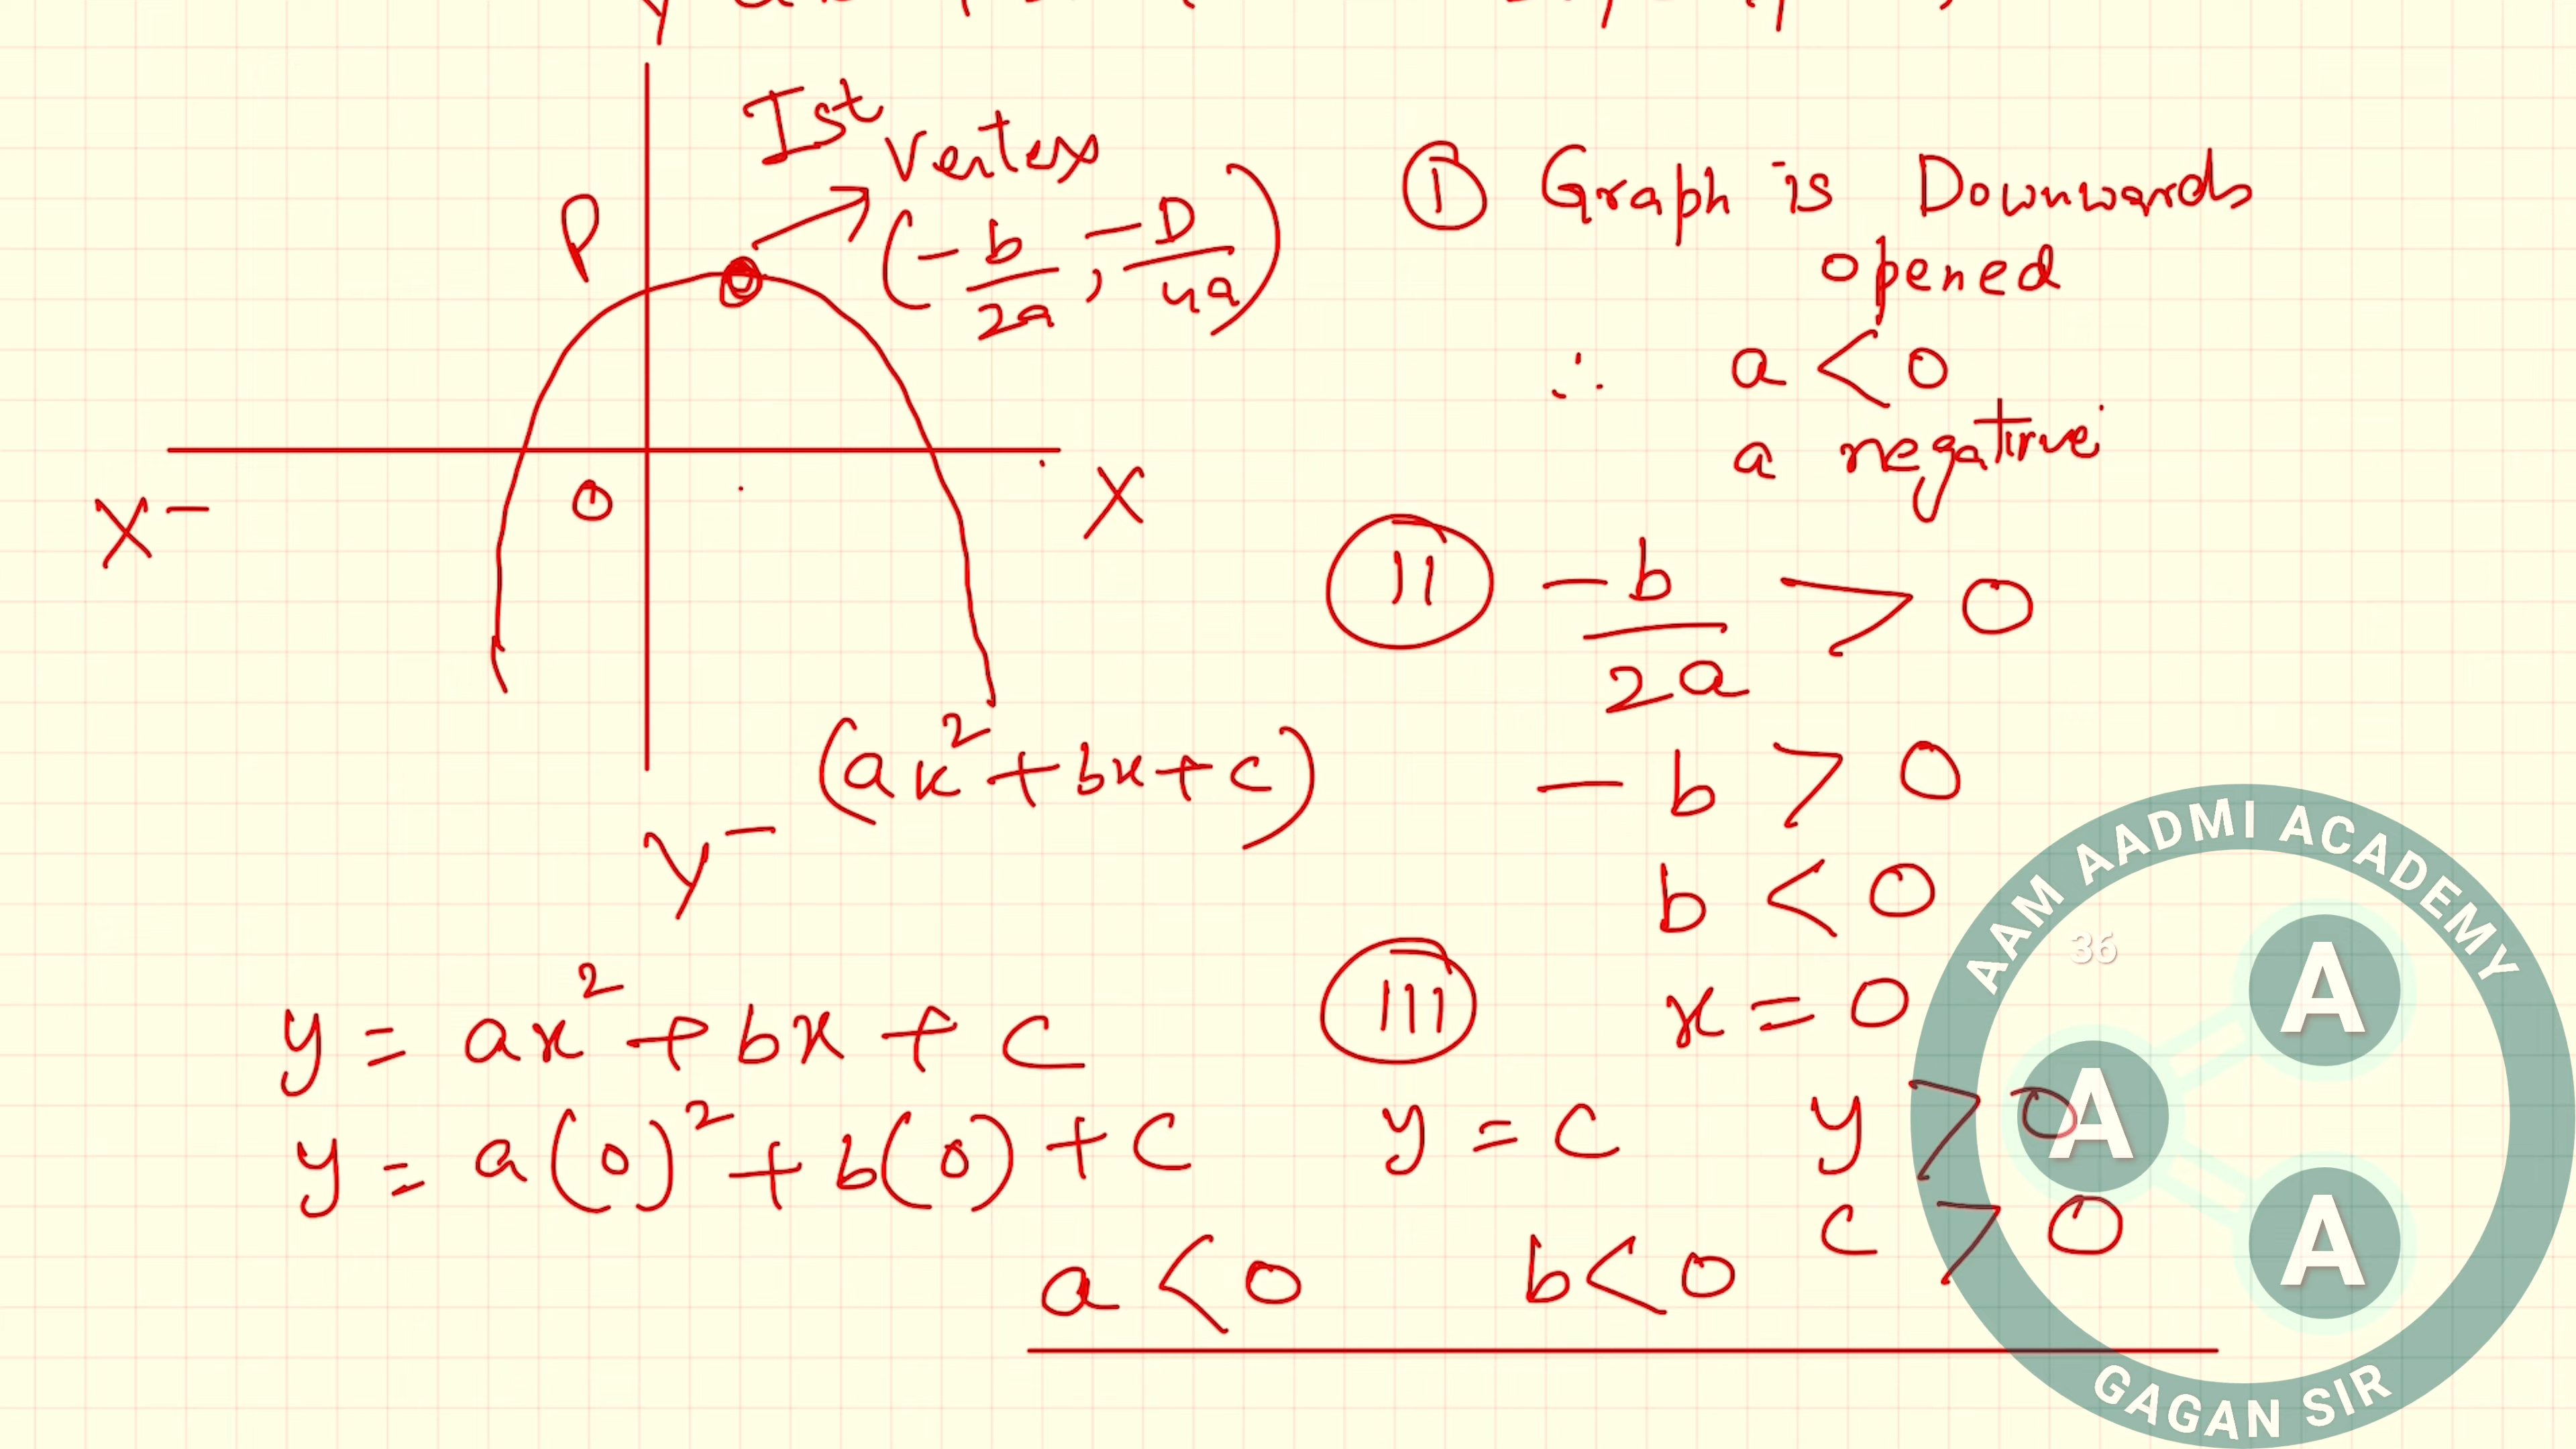 Ist
Vertex
P
(-b/2a, -D/4a)
X-
O
X
(ax²+bx+c)
y-
y = ax² + bx + c
y = a(0)² + b(0) + c
I Graph is Downwards
opened
∴ a < 0
a negative
II -b/2a > 0
- b > 0
b < 0
III x = 0
y = c y > 0
c > 0
a < 0 b < 0
AAM AADMI ACADEMY
36
A
A
A
GAGAN SIR